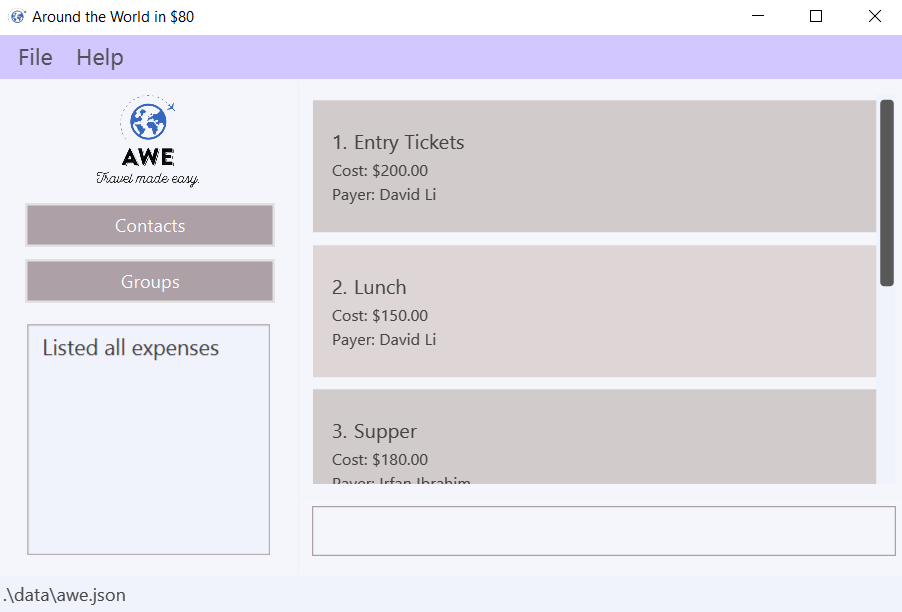 Around the World in $80
File Help
AWE
Travel made easy.
Contacts
Groups
Listed all expenses
1. Entry Tickets
Cost: $200.00
Payer: David Li
2. Lunch
Cost: $150.00
Payer: David Li
3. Supper
Cost: $180.00
Payer: Irfan Ibrahim
.\data\awe.json